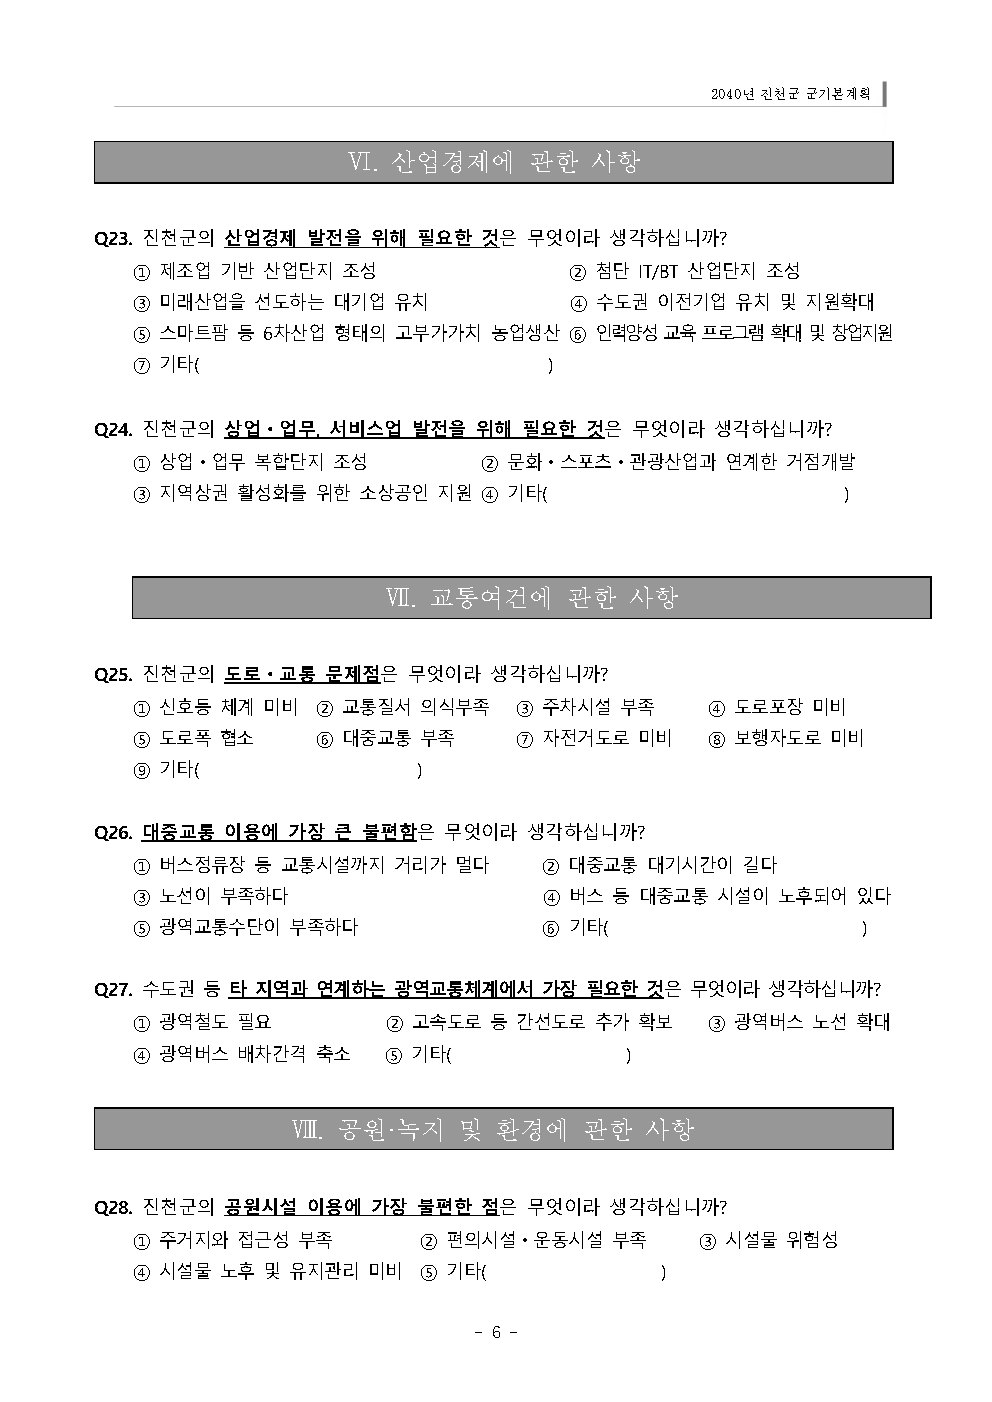 2040년 진천군 군기본계획
Ⅵ. 산업경제에 관한 사항
Q23. 진천군의 산업경제 발전을 위해 필요한 것은 무엇이라 생각하십니까?
① 제조업 기반 산업단지 조성 ② 첨단 IT/BT 산업단지 조성
③ 미래산업을 선도하는 대기업 유치 ④ 수도권 이전기업 유치 및 지원확대
⑤ 스마트팜 등 6차산업 형태의 고부가가치 농업생산 ⑥ 인력양성 교육 프로그램 확대 및 창업지원
⑦ 기타( )
Q24. 진천군의 상업·업무, 서비스업 발전을 위해 필요한 것은 무엇이라 생각하십니까?
① 상업·업무 복합단지 조성 ② 문화·스포츠·관광산업과 연계한 거점개발
③ 지역상권 활성화를 위한 소상공인 지원 ④ 기타( )
Ⅶ. 교통여건에 관한 사항
Q25. 진천군의 도로·교통 문제점은 무엇이라 생각하십니까?
① 신호등 체계 미비 ② 교통질서 의식부족 ③ 주차시설 부족 ④ 도로포장 미비
⑤ 도로폭 협소 ⑥ 대중교통 부족 ⑦ 자전거도로 미비 ⑧ 보행자도로 미비
⑨ 기타( )
Q26. 대중교통 이용에 가장 큰 불편함은 무엇이라 생각하십니까?
① 버스정류장 등 교통시설까지 거리가 멀다 ② 대중교통 대기시간이 길다
③ 노선이 부족하다 ④ 버스 등 대중교통 시설이 노후되어 있다
⑤ 광역교통수단이 부족하다 ⑥ 기타( )
Q27. 수도권 등 타 지역과 연계하는 광역교통체계에서 가장 필요한 것은 무엇이라 생각하십니까?
① 광역철도 필요 ② 고속도로 등 간선도로 추가 확보 ③ 광역버스 노선 확대
④ 광역버스 배차간격 축소 ⑤ 기타( )
Ⅷ. 공원·녹지 및 환경에 관한 사항
Q28. 진천군의 공원시설 이용에 가장 불편한 점은 무엇이라 생각하십니까?
① 주거지와 접근성 부족 ② 편의시설·운동시설 부족 ③ 시설물 위험성
④ 시설물 노후 및 유지관리 미비 ⑤ 기타( )
- 6 -